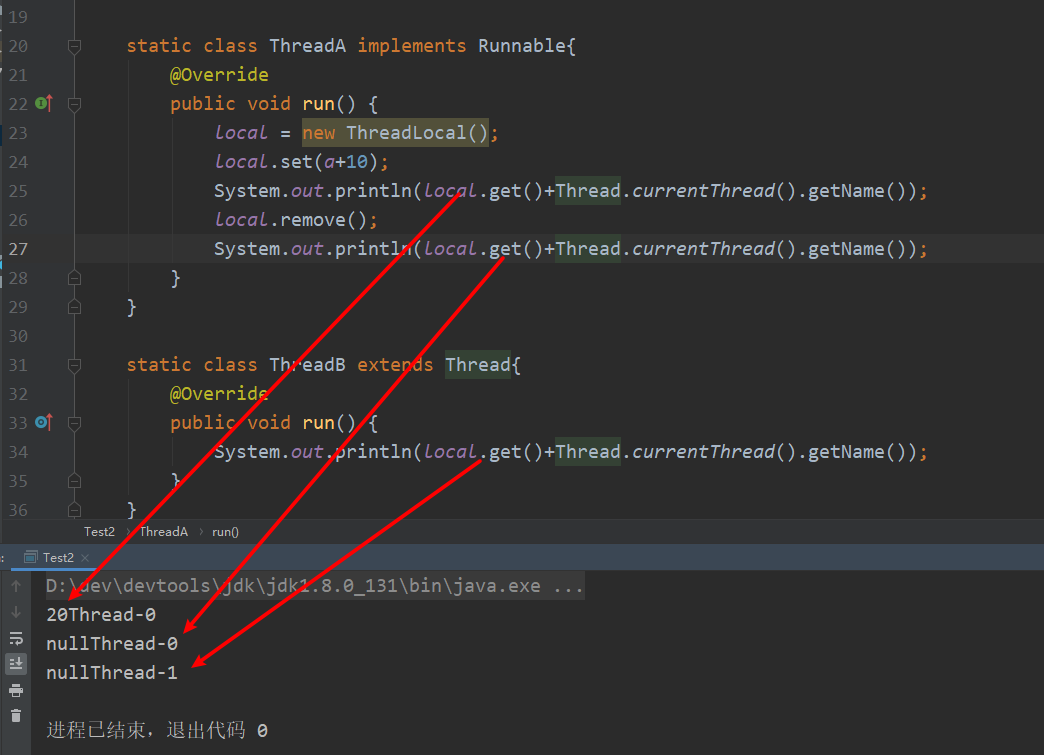 19
20 static class ThreadA implements Runnable{
21 @Override
22 public void run() {
23 local = new ThreadLocal();
24 local.set(a+10);
25 System.out.println(local.get()+Thread.currentThread().getName());
26 local.remove();
27 System.out.println(local.get()+Thread.currentThread().getName());
28 }
29 }
30
31 static class ThreadB extends Thread{
32 @Override
33 public void run() {
34 System.out.println(local.get()+Thread.currentThread().getName());
35 }
36 }
Test2 › ThreadA › run()
Test2 ×
D:\dev\devtools\jdk\jdk1.8.0_131\bin\java.exe ...
20Thread-0
nullThread-0
nullThread-1
进程已结束，退出代码 0